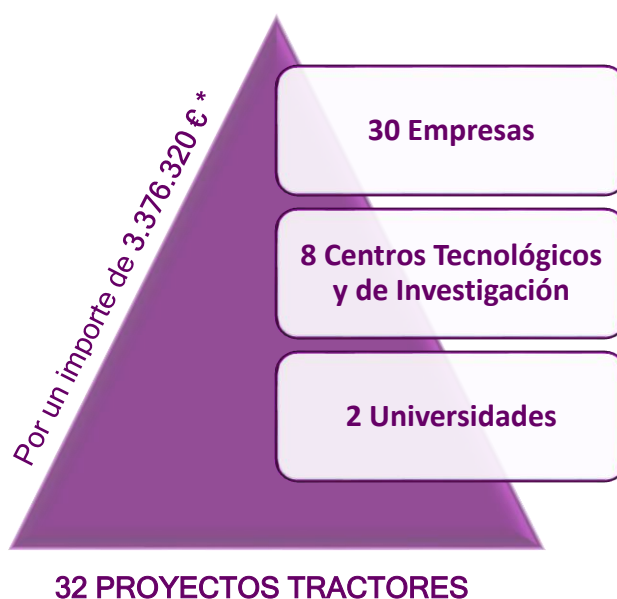 Por un importe de 3.376.320 € *
30 Empresas
8 Centros Tecnológicos
y de Investigación
2 Universidades
32 PROYECTOS TRACTORES